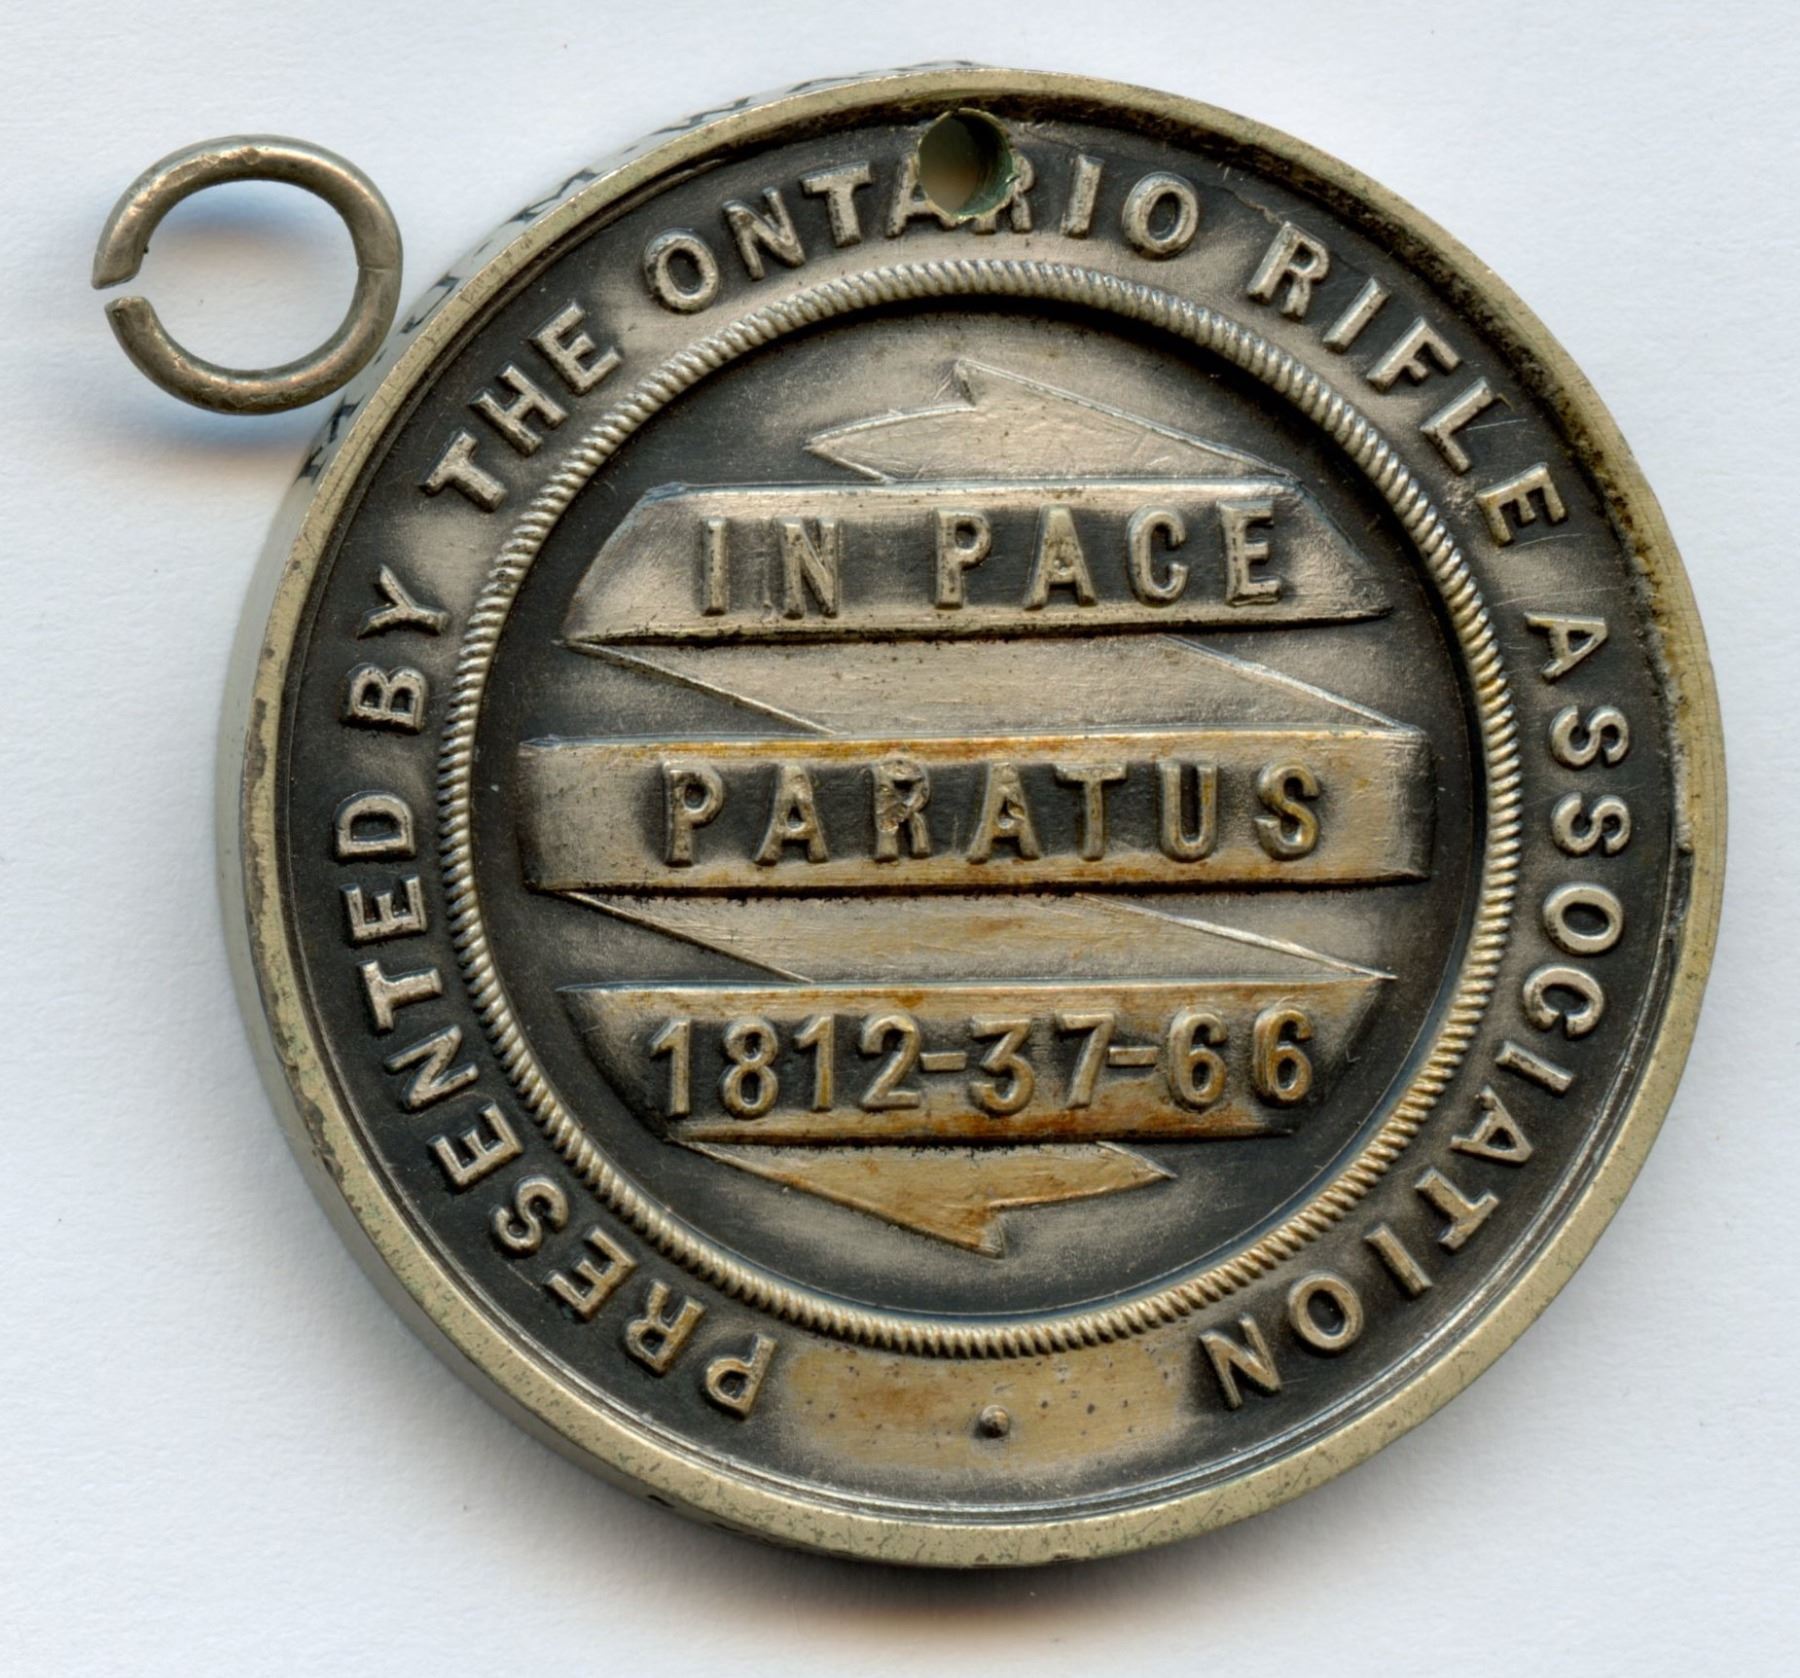 PRESENTED BY THE ONTARIO RIFLE ASSOCIATION
IN PACE
PARATUS
1812-37-66